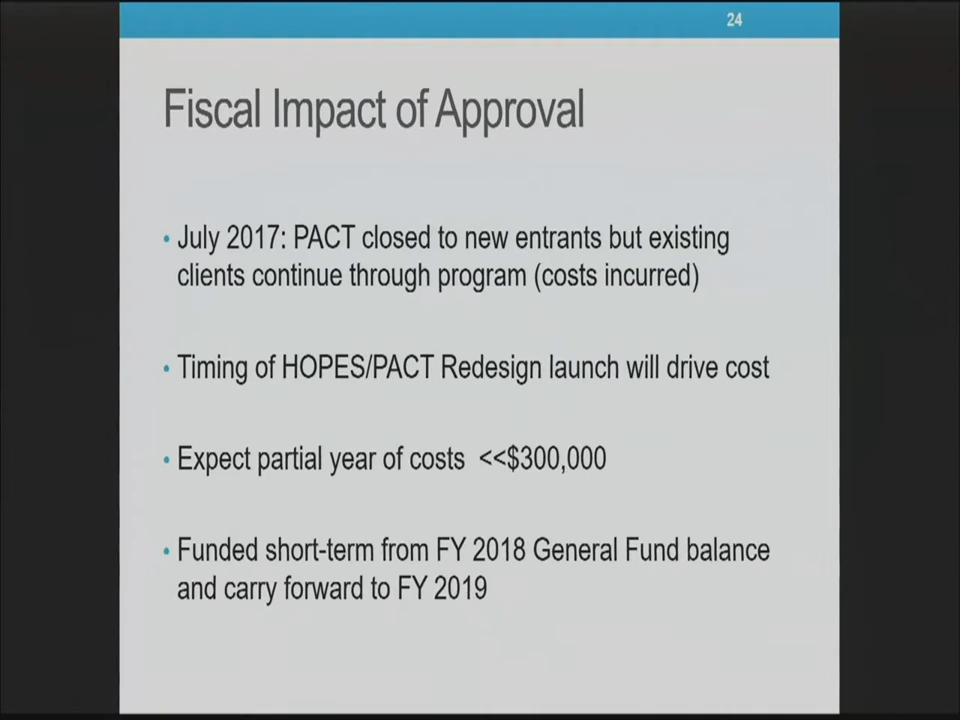 24
Fiscal Impact of Approval
• July 2017: PACT closed to new entrants but existing
clients continue through program (costs incurred)
• Timing of HOPES/PACT Redesign launch will drive cost
• Expect partial year of costs <<$300,000
• Funded short-term from FY 2018 General Fund balance
and carry forward to FY 2019